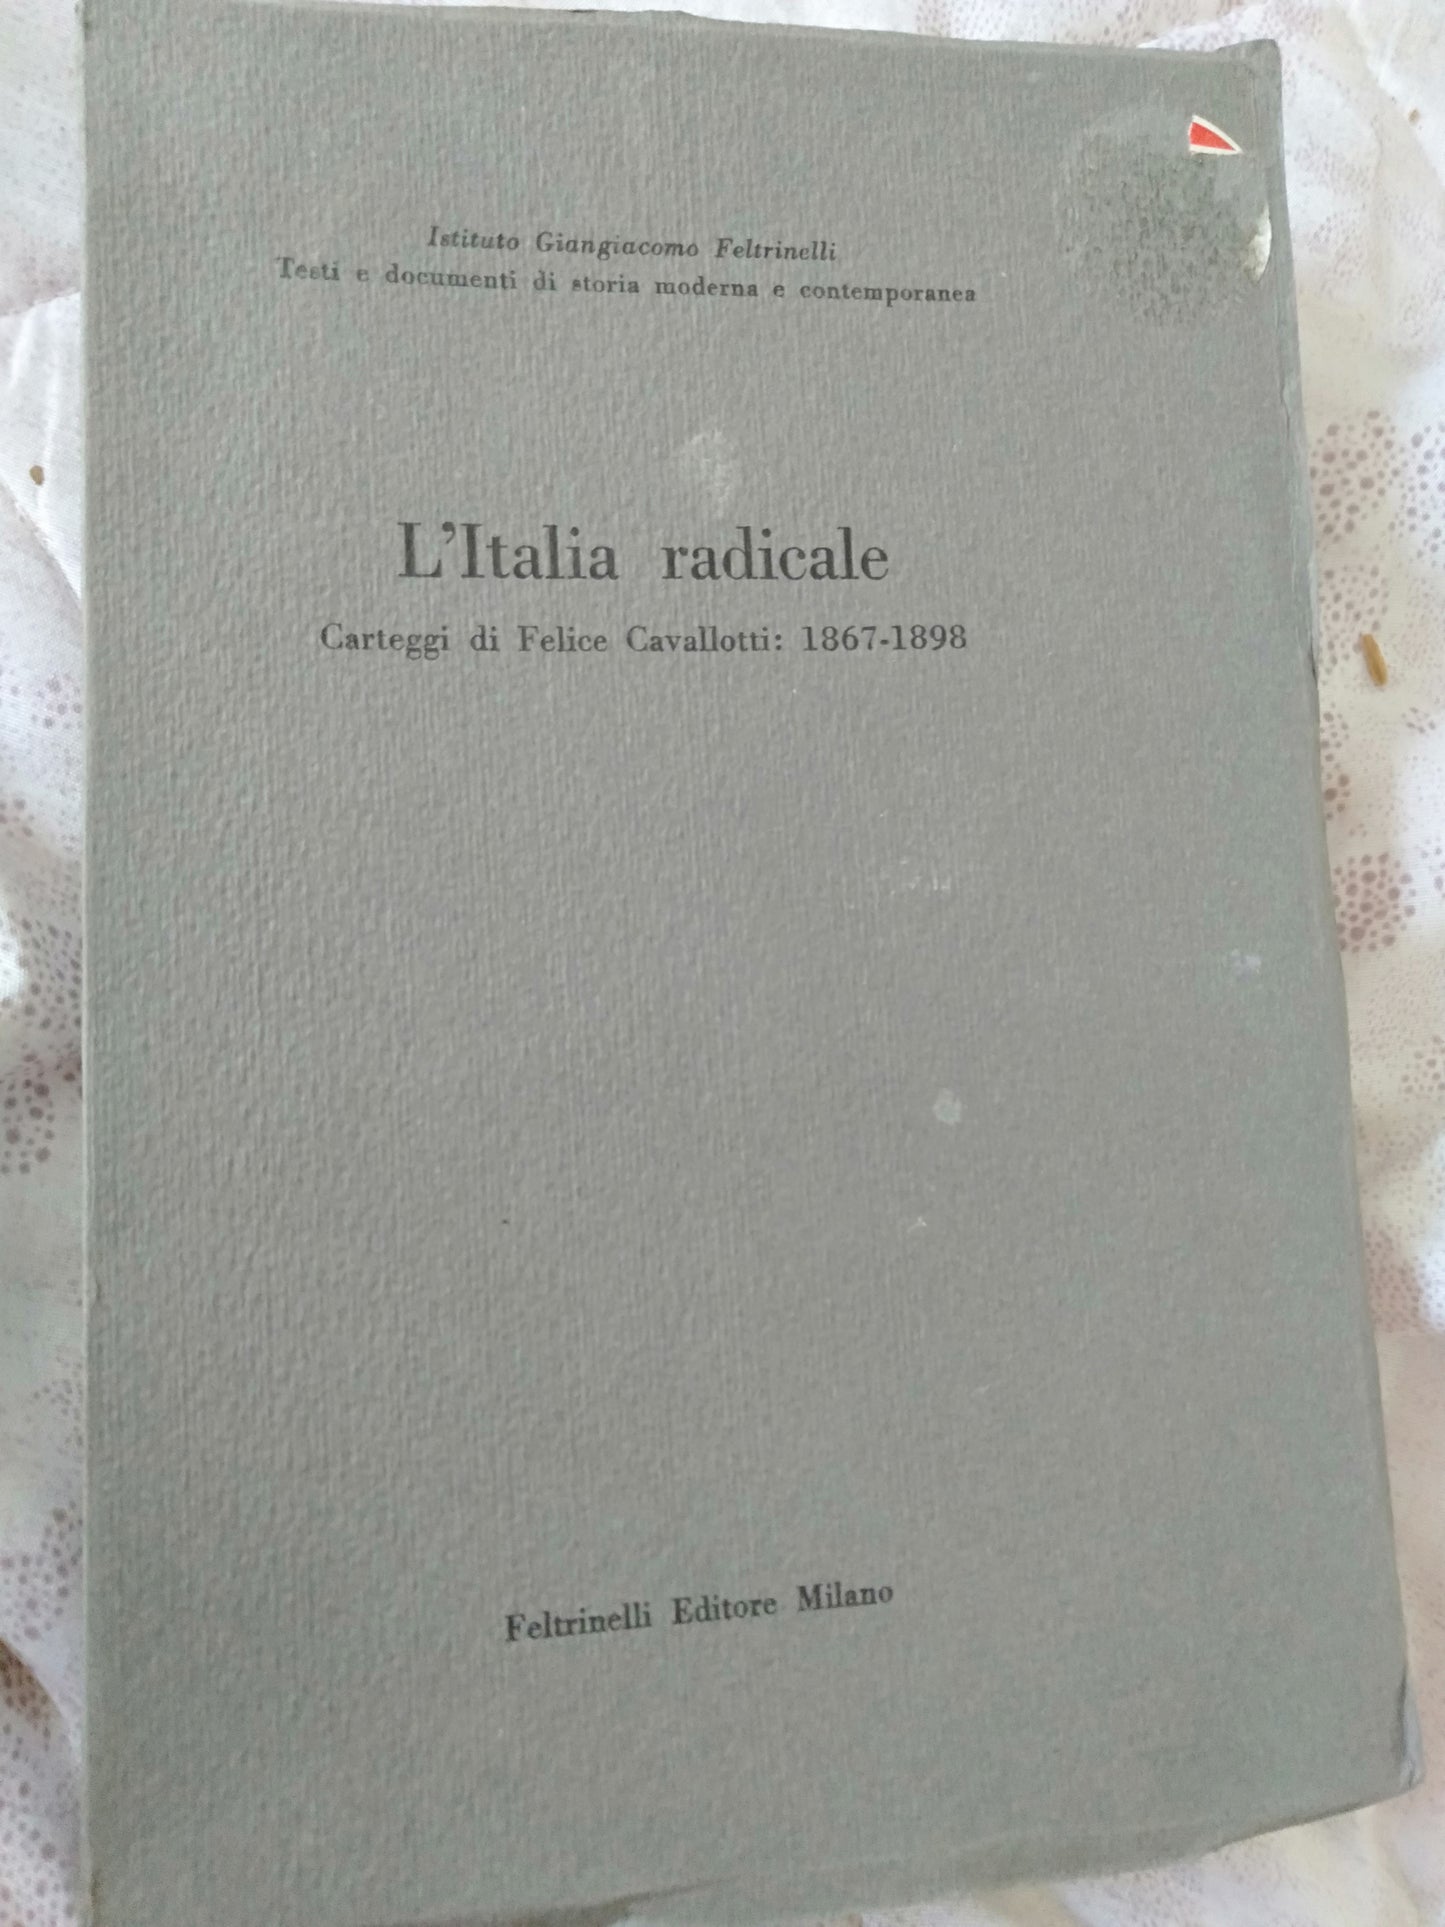 Istituto Giangiacomo Feltrinelli
Testi e documenti di storia moderna e contemporanea
L'Italia radicale
Carteggi di Felice Cavallotti: 1867-1898
Feltrinelli Editore Milano